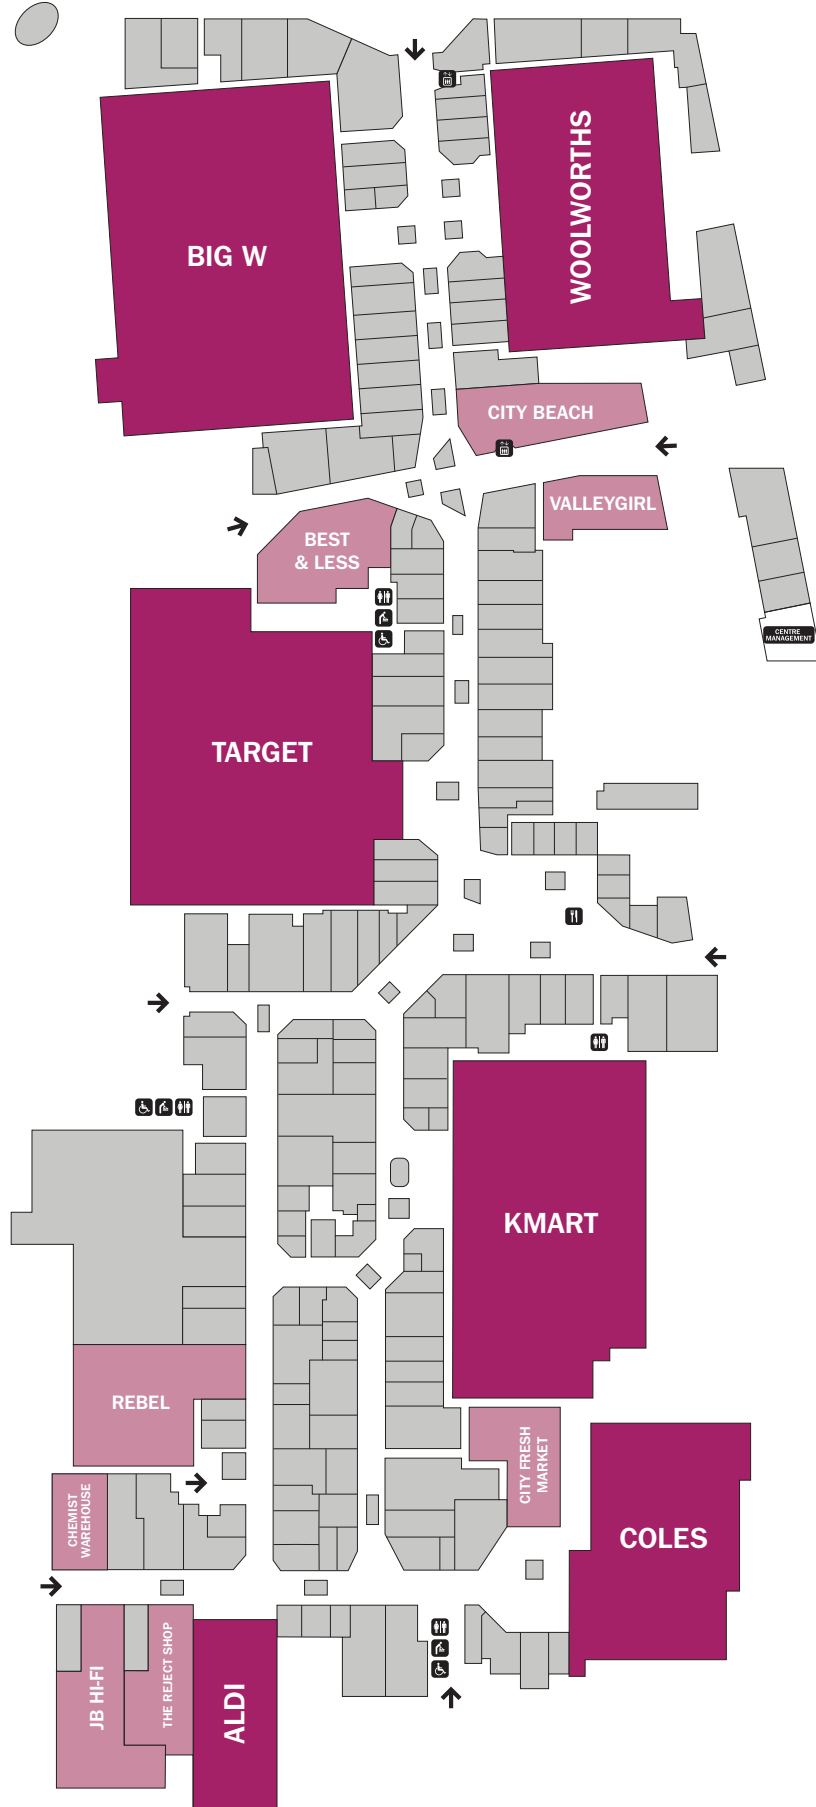 WOOLWORTHS
BIG W
CITY BEACH
VALLEYGIRL
BEST
& LESS
CENTRE
MANAGEMENT
TARGET
KMART
REBEL
CITY FRESH
MARKET
CHEMIST
WAREHOUSE
COLES
JB HI-FI
THE REJECT SHOP
ALDI